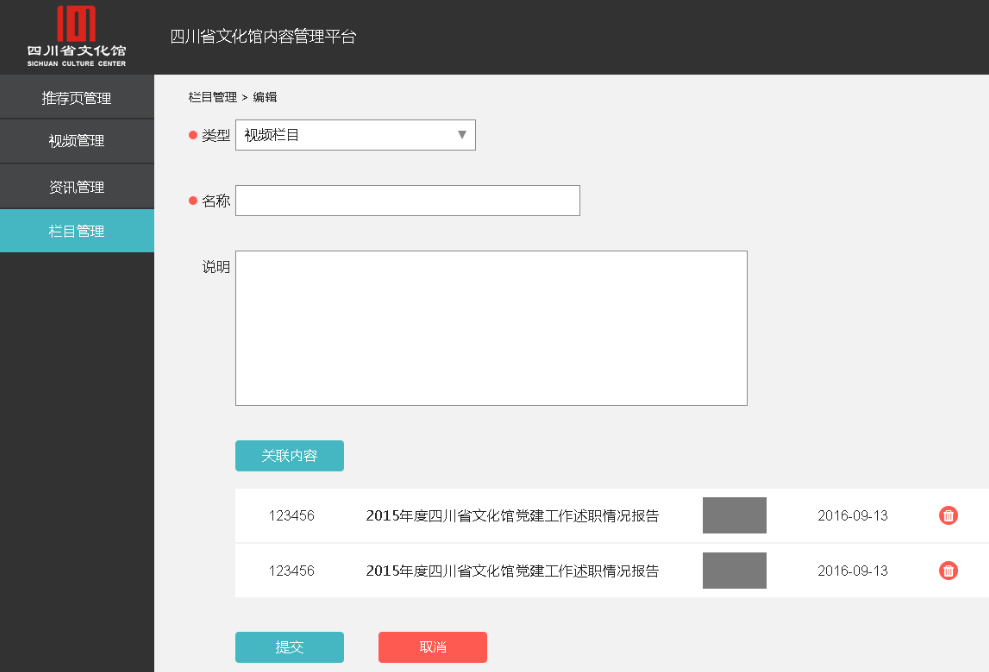 四川省文化馆
SICHUAN CULTURE CENTER
四川省文化馆内容管理平台
推荐页管理
视频管理
资讯管理
栏目管理
栏目管理 > 编辑
类型 视频栏目
名称
说明
关联内容
123456 2015年度四川省文化馆党建工作述职情况报告 2016-09-13
123456 2015年度四川省文化馆党建工作述职情况报告 2016-09-13
提交 取消